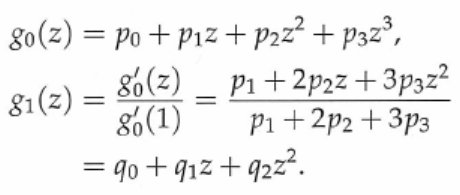 g₀(z) = p₀ + p₁z + p₂z² + p₃z³,
g₁(z) = g₀′(z) / g₀′(1) = (p₁ + 2p₂z + 3p₃z²) / (p₁ + 2p₂ + 3p₃)
= q₀ + q₁z + q₂z².